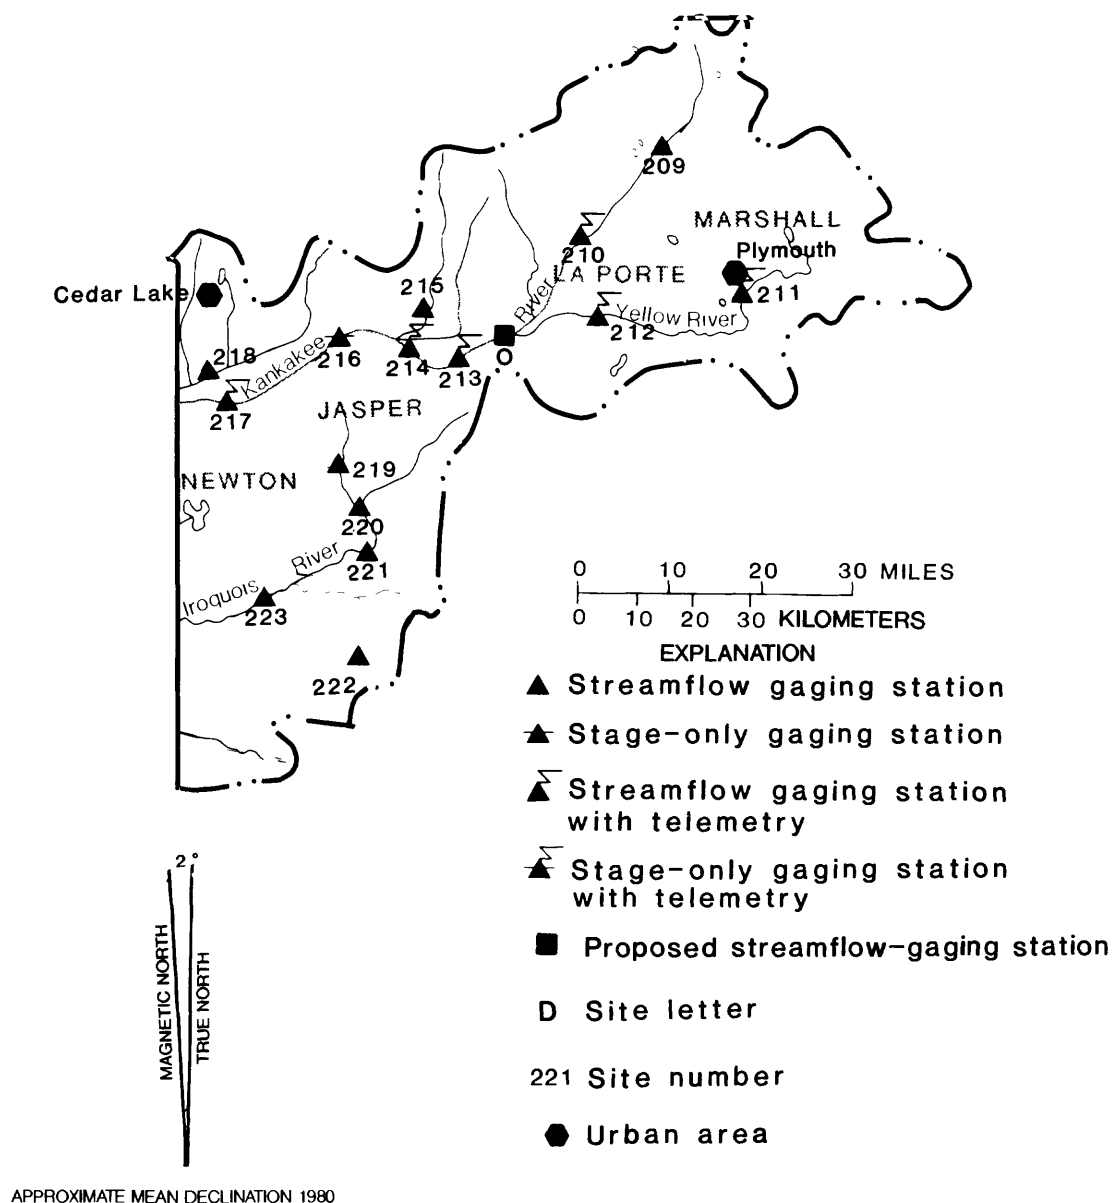 209
MARSHALL
Plymouth
210
LA PORTE
215
211
Cedar Lake
River
Yellow River
212
218
Kankakee
216
214
213
O
217
JASPER
219
NEWTON
220
River
221
Iroquois
223
222
0 10 20 30 MILES
0 10 20 30 KILOMETERS
EXPLANATION
Streamflow gaging station
Stage-only gaging station
Streamflow gaging station
with telemetry
Stage-only gaging station
with telemetry
Proposed streamflow-gaging station
D Site letter
221 Site number
Urban area
2°
MAGNETIC NORTH
TRUE NORTH
APPROXIMATE MEAN DECLINATION 1980